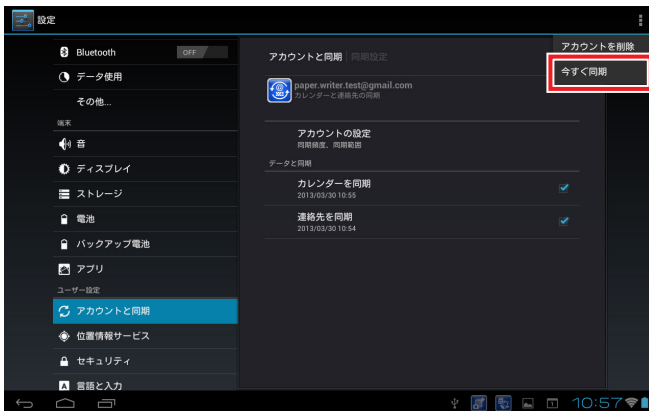 設定
Bluetooth
OFF
データ使用
その他...
端末
音
ディスプレイ
ストレージ
電池
バックアップ電池
アプリ
ユーザー設定
アカウントと同期
位置情報サービス
セキュリティ
言語と入力
アカウントと同期
同期設定
paper.writer.test@gmail.com
カレンダーと連絡先の同期
アカウントの設定
同期頻度、同期範囲
データと同期
カレンダーを同期
2013/03/30 10:55
連絡先を同期
2013/03/30 10:54
アカウントを削除
今すぐ同期
10:57